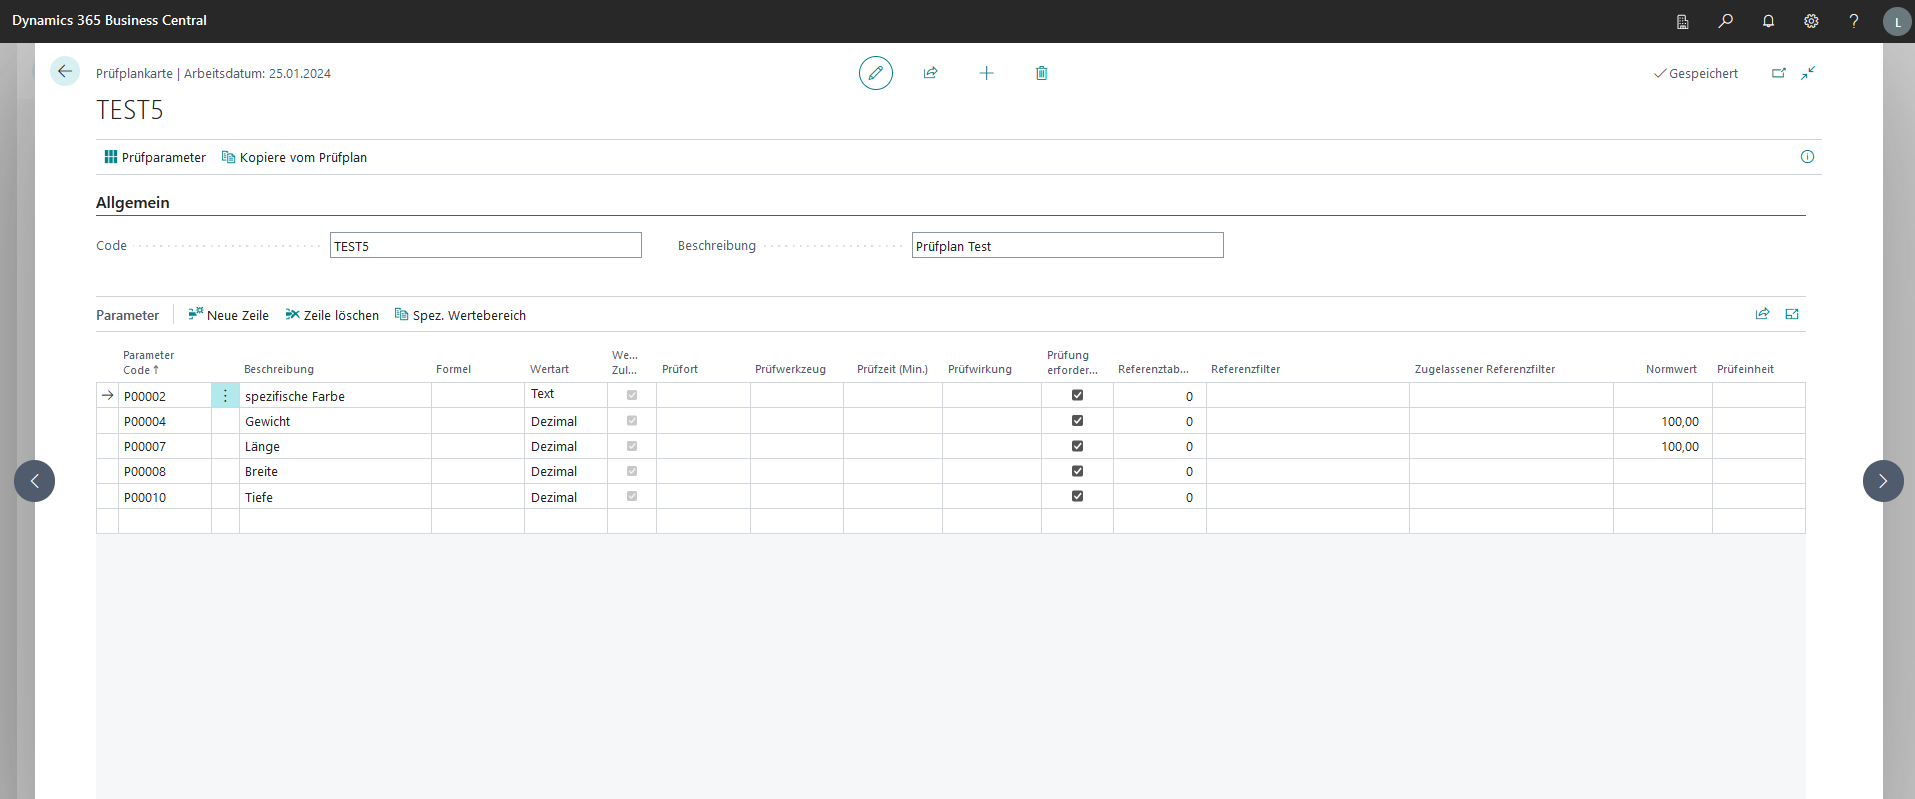 Dynamics 365 Business Central
L
Prüfplankarte | Arbeitsdatum: 25.01.2024
Gespeichert
TEST5
Prüfparameter Kopiere vom Prüfplan
Allgemein
Code TEST5 Beschreibung Prüfplan Test
Parameter Neue Zeile Zeile löschen Spez. Wertebereich
Parameter Code ↑ Beschreibung Formel Wertart We... Zul... Prüfort Prüfwerkzeug Prüfzeit (Min.) Prüfwirkung Prüfung erforder... Referenztab... Referenzfilter Zugelassener Referenzfilter Normwert Prüfeinheit
P00002 spezifische Farbe Text 0
P00004 Gewicht Dezimal 0 100,00
P00007 Länge Dezimal 0 100,00
P00008 Breite Dezimal 0
P00010 Tiefe Dezimal 0